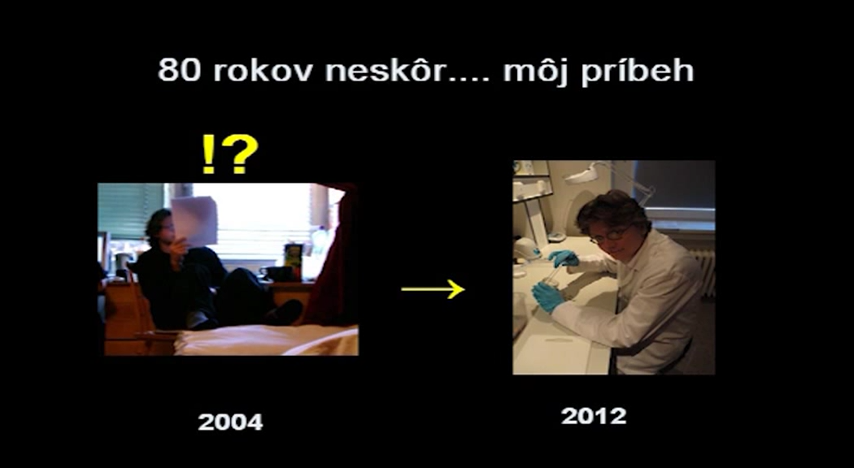 80 rokov neskôr.... môj príbeh
!?
→
2004
2012